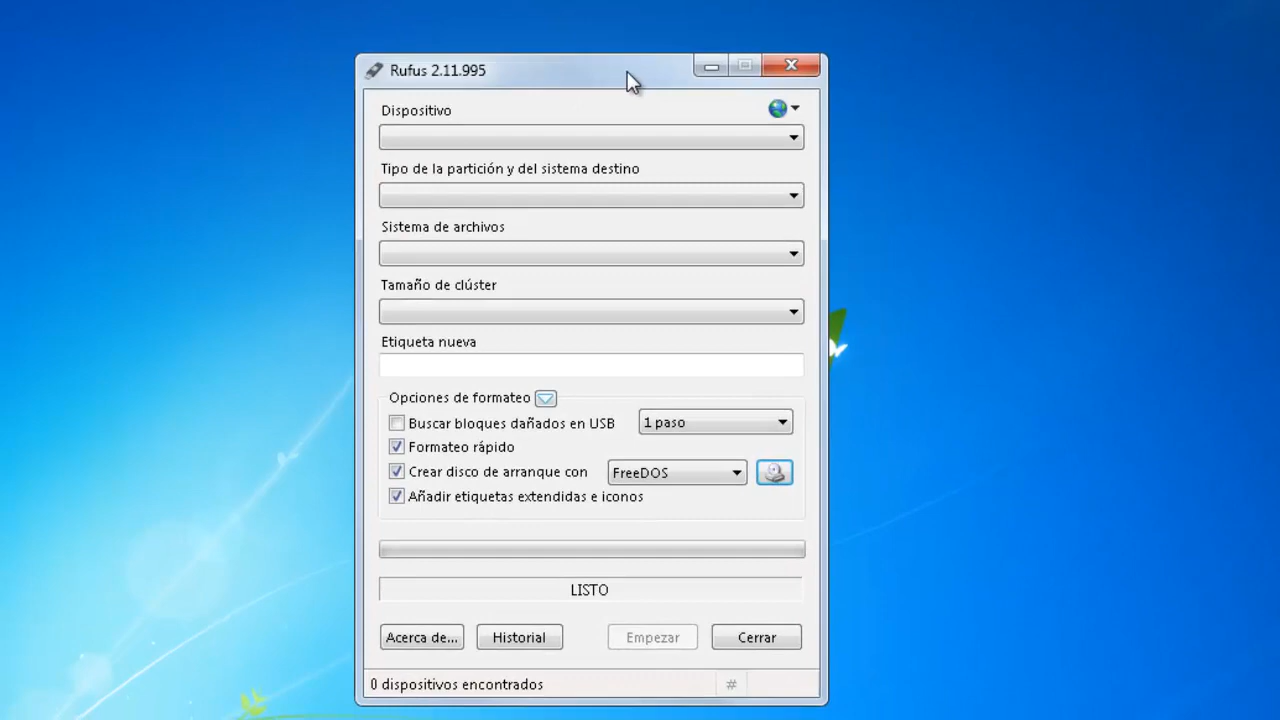 Rufus 2.11.995
Dispositivo
Tipo de la partición y del sistema destino
Sistema de archivos
Tamaño de clúster
Etiqueta nueva
Opciones de formateo
Buscar bloques dañados en USB 1 paso
Formateo rápido
Crear disco de arranque con FreeDOS
Añadir etiquetas extendidas e iconos
LISTO
Acerca de... Historial Empezar Cerrar
0 dispositivos encontrados #